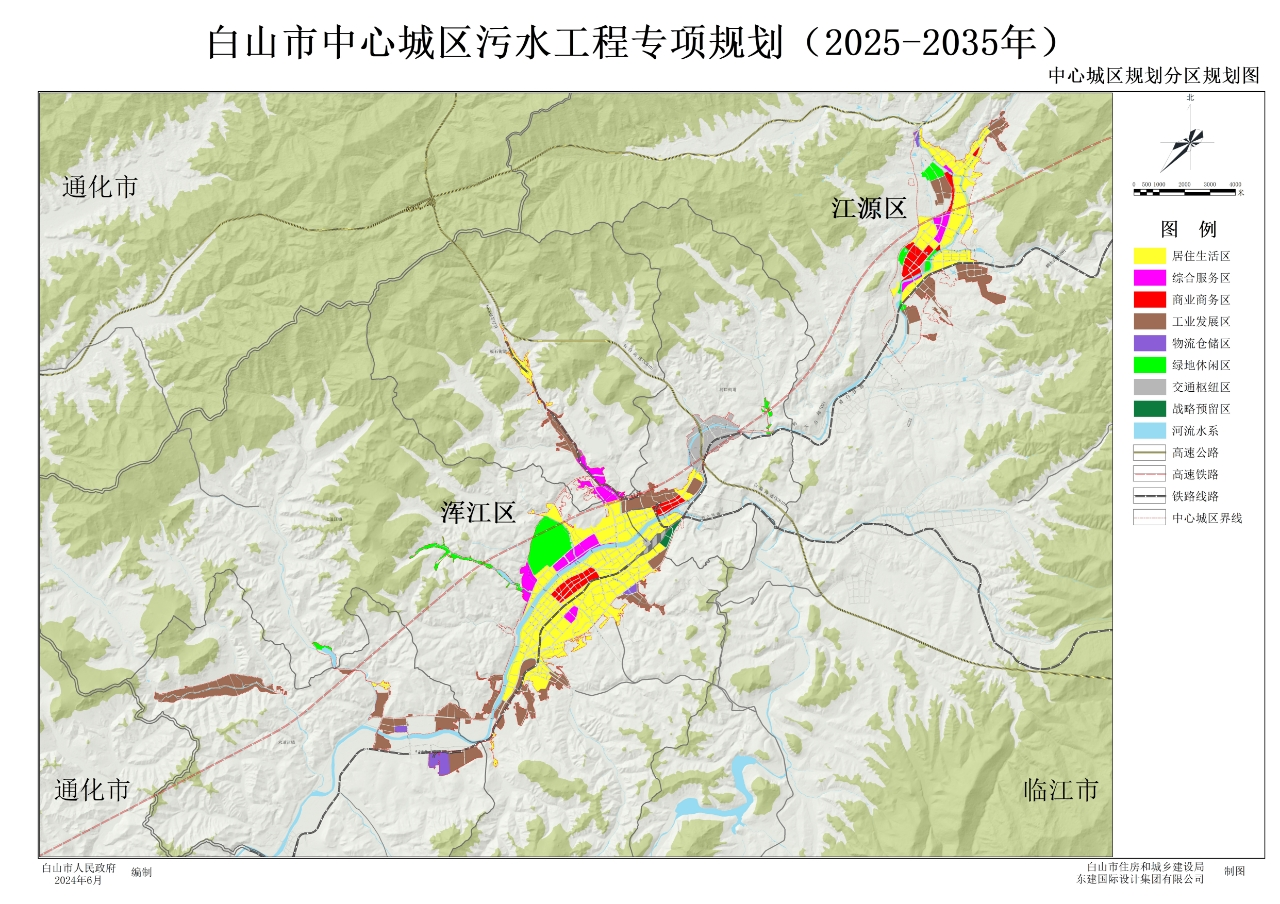 白山市中心城区污水工程专项规划（2025-2035年）
中心城区规划分区规划图
北
0 500 1000 2000 3000 4000
米
通化市
江源区
浑江区
通化市
临江市
图 例
居住生活区
综合服务区
商业商务区
工业发展区
物流仓储区
绿地休闲区
交通枢纽区
战略预留区
河流水系
高速公路
高速铁路
铁路线路
中心城区界线
白山市人民政府
2024年6月
编制
白山市住房和城乡建设局
东建国际设计集团有限公司
制图